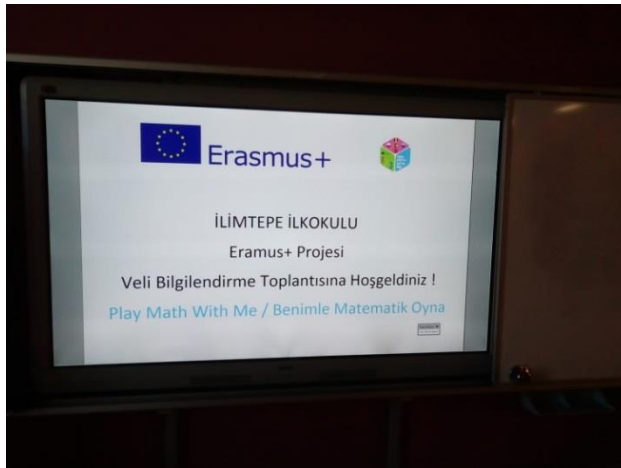 Erasmus+
İLİMTEPE İLKOKULU
Eramus+ Projesi
Veli Bilgilendirme Toplantısına Hoşgeldiniz !
Play Math With Me / Benimle Matematik Oyna